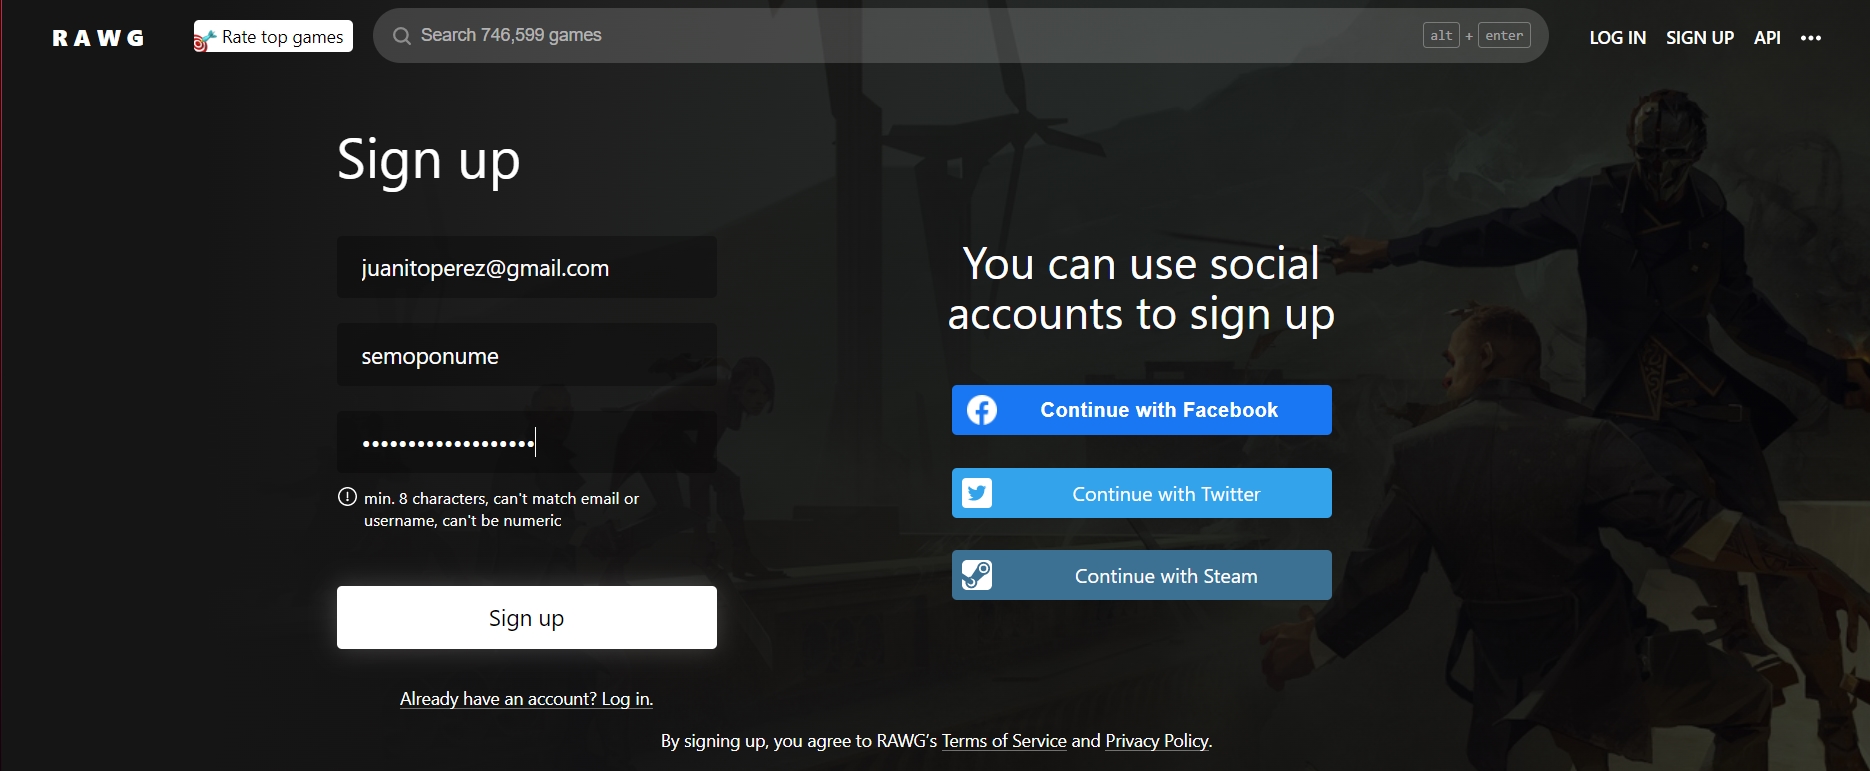 RAWG
Rate top games
Search 746,599 games
alt + enter
LOG IN
SIGN UP
API
Sign up
juanitoperez@gmail.com
semoponume
•••••••••••••••••••
min. 8 characters, can't match email or
username, can't be numeric
Sign up
Already have an account? Log in.
You can use social
accounts to sign up
Continue with Facebook
Continue with Twitter
Continue with Steam
By signing up, you agree to RAWG’s Terms of Service and Privacy Policy.